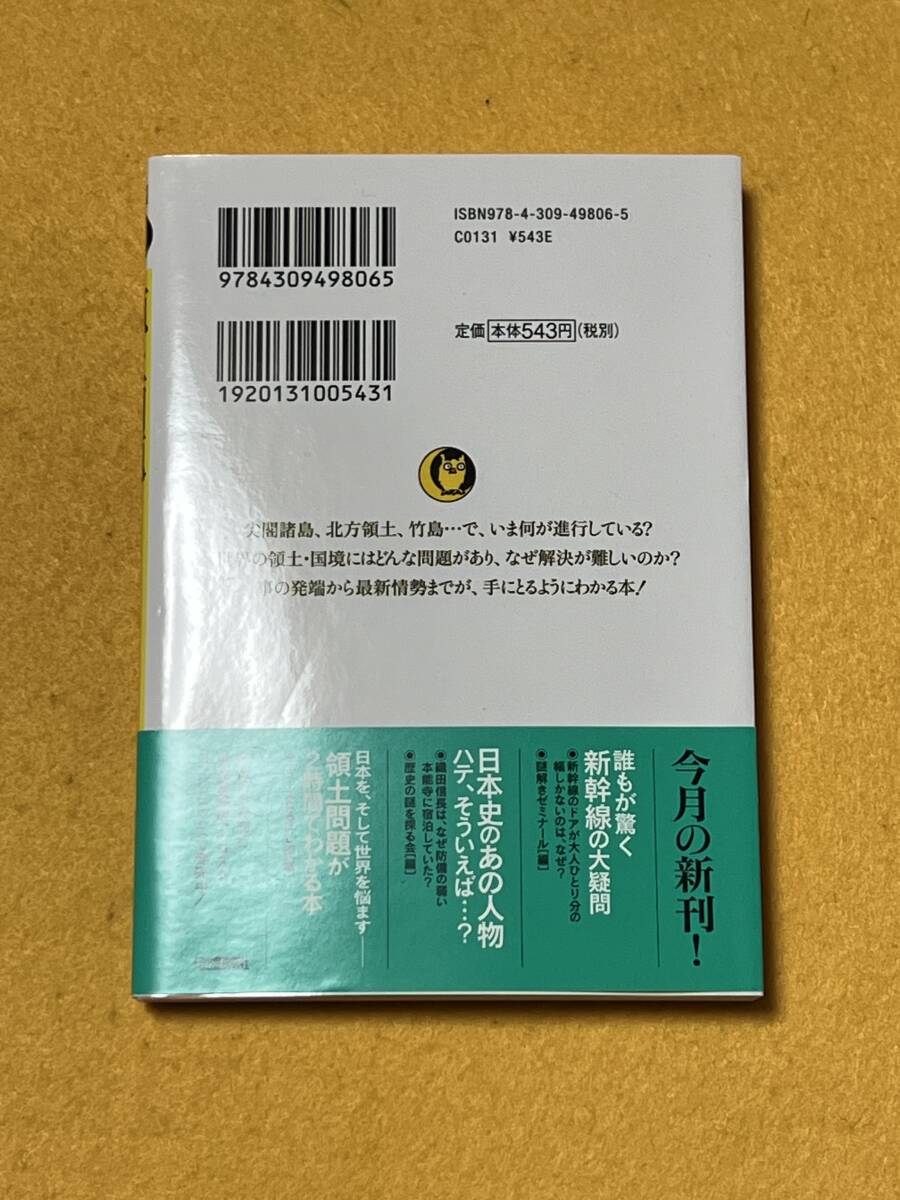 ISBN978-4-309-49806-5
C0131 ¥543E
9784309498065
定価 本体543円(税別)
1920131005431
尖閣諸島、北方領土、竹島…で、いま何が進行している?
世界の領土・国境にはどんな問題があり、なぜ解決が難しいのか?
事の発端から最新情勢までが、手にとるようにわかる本!
今月の新刊!
誰もが驚く
新幹線の大疑問
●新幹線のドアが大人ひとり分の
幅しかないのは、なぜ?
●謎解きゼミナール[編]
日本史のあの人物
ハテ、そういえば…?
●織田信長は、なぜ防備の弱い
本能寺に宿泊していた?
●歴史の謎を探る会[編]
日本を、そして世界を悩ます──
領土問題が
2時間でわかる本